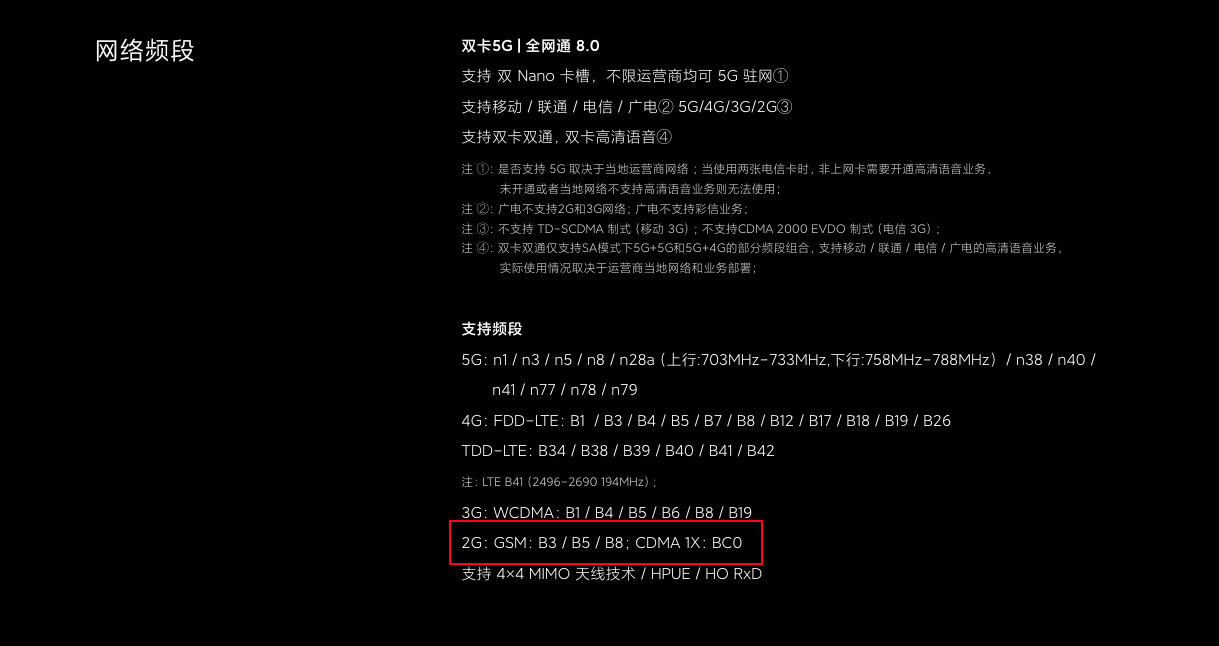 网络频段
双卡5G | 全网通 8.0
支持 双 Nano 卡槽，不限运营商均可 5G 驻网①
支持移动 / 联通 / 电信 / 广电② 5G/4G/3G/2G③
支持双卡双通, 双卡高清语音④
注 ①: 是否支持 5G 取决于当地运营商网络；当使用两张电信卡时, 非上网卡需要开通高清语音业务,
未开通或者当地网络不支持高清语音业务则无法使用;
注 ②: 广电不支持2G和3G网络; 广电不支持彩信业务;
注 ③: 不支持 TD-SCDMA 制式 (移动 3G)；不支持CDMA 2000 EVDO 制式 (电信 3G)；
注 ④: 双卡双通仅支持SA模式下5G+5G和5G+4G的部分频段组合, 支持移动 / 联通 / 电信 / 广电的高清语音业务,
实际使用情况取决于运营商当地网络和业务部署;
支持频段
5G: n1 / n3 / n5 / n8 / n28a (上行:703MHz-733MHz,下行:758MHz-788MHz）/ n38 / n40 /
n41 / n77 / n78 / n79
4G: FDD-LTE: B1 / B3 / B4 / B5 / B7 / B8 / B12 / B17 / B18 / B19 / B26
TDD-LTE: B34 / B38 / B39 / B40 / B41 / B42
注: LTE B41 (2496-2690 194MHz)；
3G: WCDMA: B1 / B4 / B5 / B6 / B8 / B19
2G: GSM: B3 / B5 / B8; CDMA 1X: BC0
支持 4×4 MIMO 天线技术 / HPUE / HO RxD